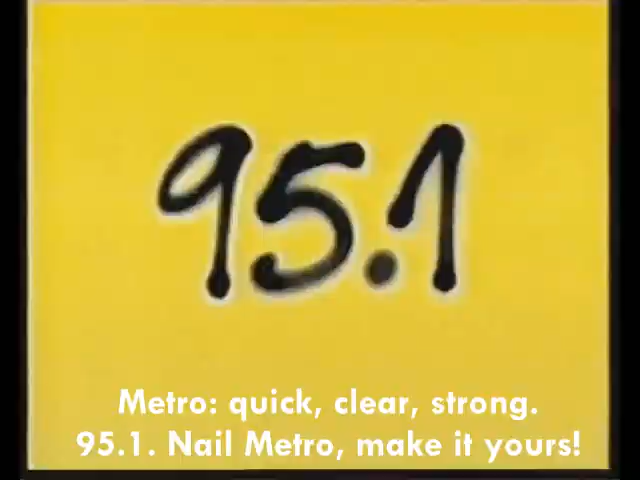 95.1
Metro: quick, clear, strong.
95.1. Nail Metro, make it yours!